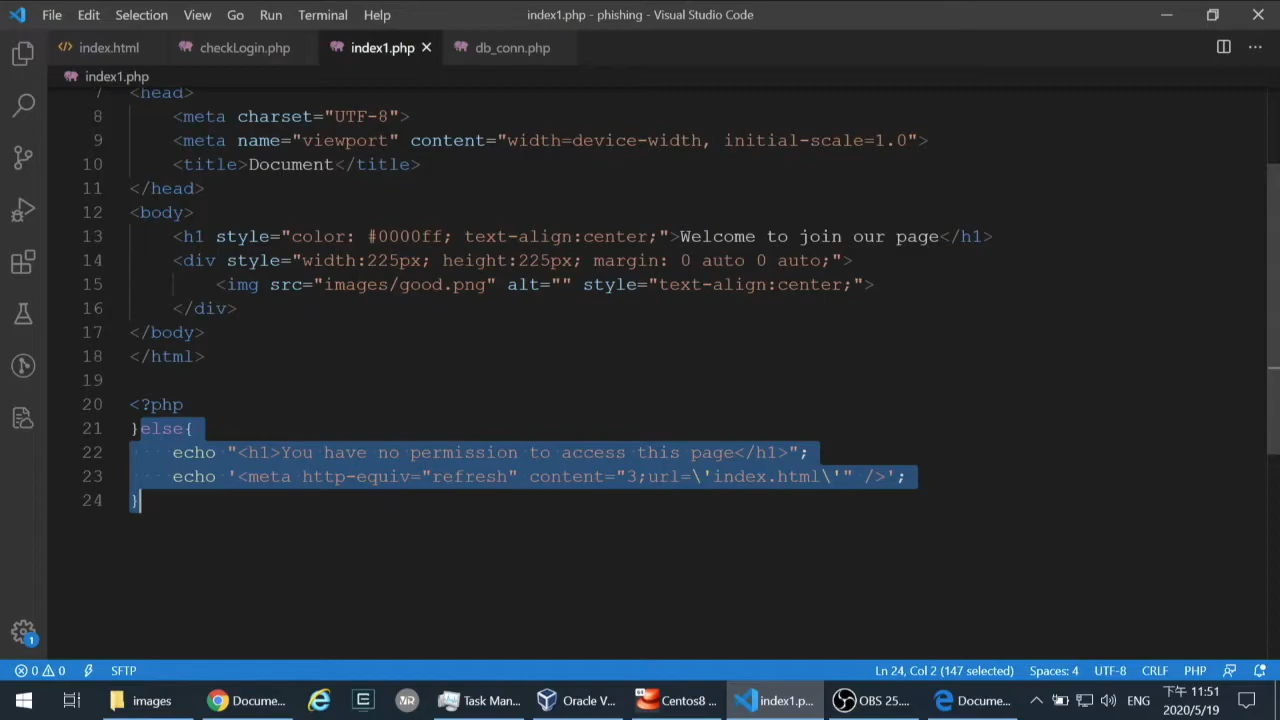 File Edit Selection View Go Run Terminal Help index1.php - phishing - Visual Studio Code
index.html checkLogin.php index1.php db_conn.php
index1.php
7 <head>
8 <meta charset="UTF-8">
9 <meta name="viewport" content="width=device-width, initial-scale=1.0">
10 <title>Document</title>
11 </head>
12 <body>
13 <h1 style="color: #0000ff; text-align:center;">Welcome to join our page</h1>
14 <div style="width:225px; height:225px; margin: 0 auto 0 auto;">
15 <img src="images/good.png" alt="" style="text-align:center;">
16 </div>
17 </body>
18 </html>
19
20 <?php
21 }else{
22 echo "<h1>You have no permission to access this page</h1>";
23 echo '<meta http-equiv="refresh" content="3;url=\'index.html\'" />';
24 }
1
0 0 SFTP Ln 24, Col 2 (147 selected) Spaces: 4 UTF-8 CRLF PHP
images Docume... Task Man... Oracle V... Centos8 ... index1.p... OBS 25.... Docume... ENG 下午 11:51
2020/5/19